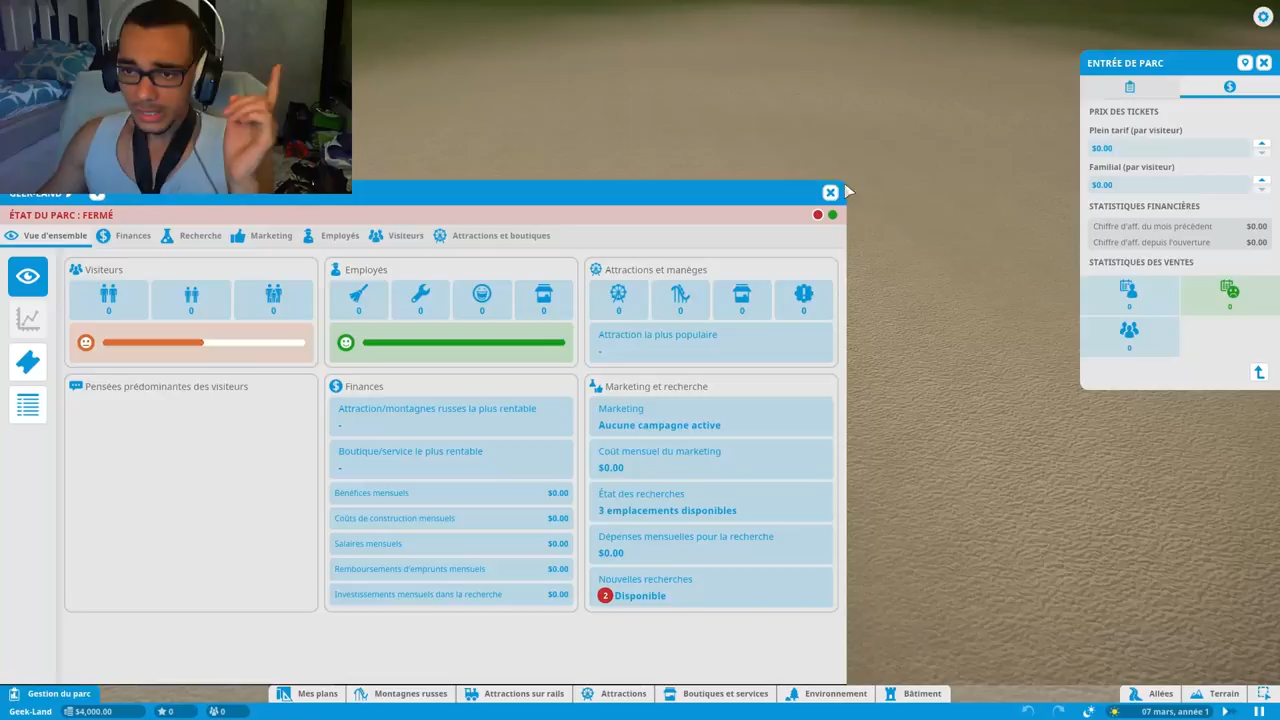 ENTRÉE DE PARC
PRIX DES TICKETS
Plein tarif (par visiteur)
$0.00
Familial (par visiteur)
$0.00
STATISTIQUES FINANCIÈRES
Chiffre d'aff. du mois précédent $0.00
Chiffre d'aff. depuis l'ouverture $0.00
STATISTIQUES DES VENTES
0 0
0
GEEK-LAND
ÉTAT DU PARC : FERMÉ
Vue d'ensemble Finances Recherche Marketing Employés Visiteurs Attractions et boutiques
Visiteurs
0 0 0
Employés
0 0 0 0
Attractions et manèges
0 0 0 0
Attraction la plus populaire
-
Pensées prédominantes des visiteurs
Finances
Attraction/montagnes russes la plus rentable
-
Boutique/service le plus rentable
-
Bénéfices mensuels $0.00
Coûts de construction mensuels $0.00
Salaires mensuels $0.00
Remboursements d'emprunts mensuels $0.00
Investissements mensuels dans la recherche $0.00
Marketing et recherche
Marketing
Aucune campagne active
Coût mensuel du marketing
$0.00
État des recherches
3 emplacements disponibles
Dépenses mensuelles pour la recherche
$0.00
Nouvelles recherches
2 Disponible
Gestion du parc Mes plans Montagnes russes Attractions sur rails Attractions Boutiques et services Environnement Bâtiment Allées Terrain
Geek-Land $4,000.00 0 0 07 mars, année 1